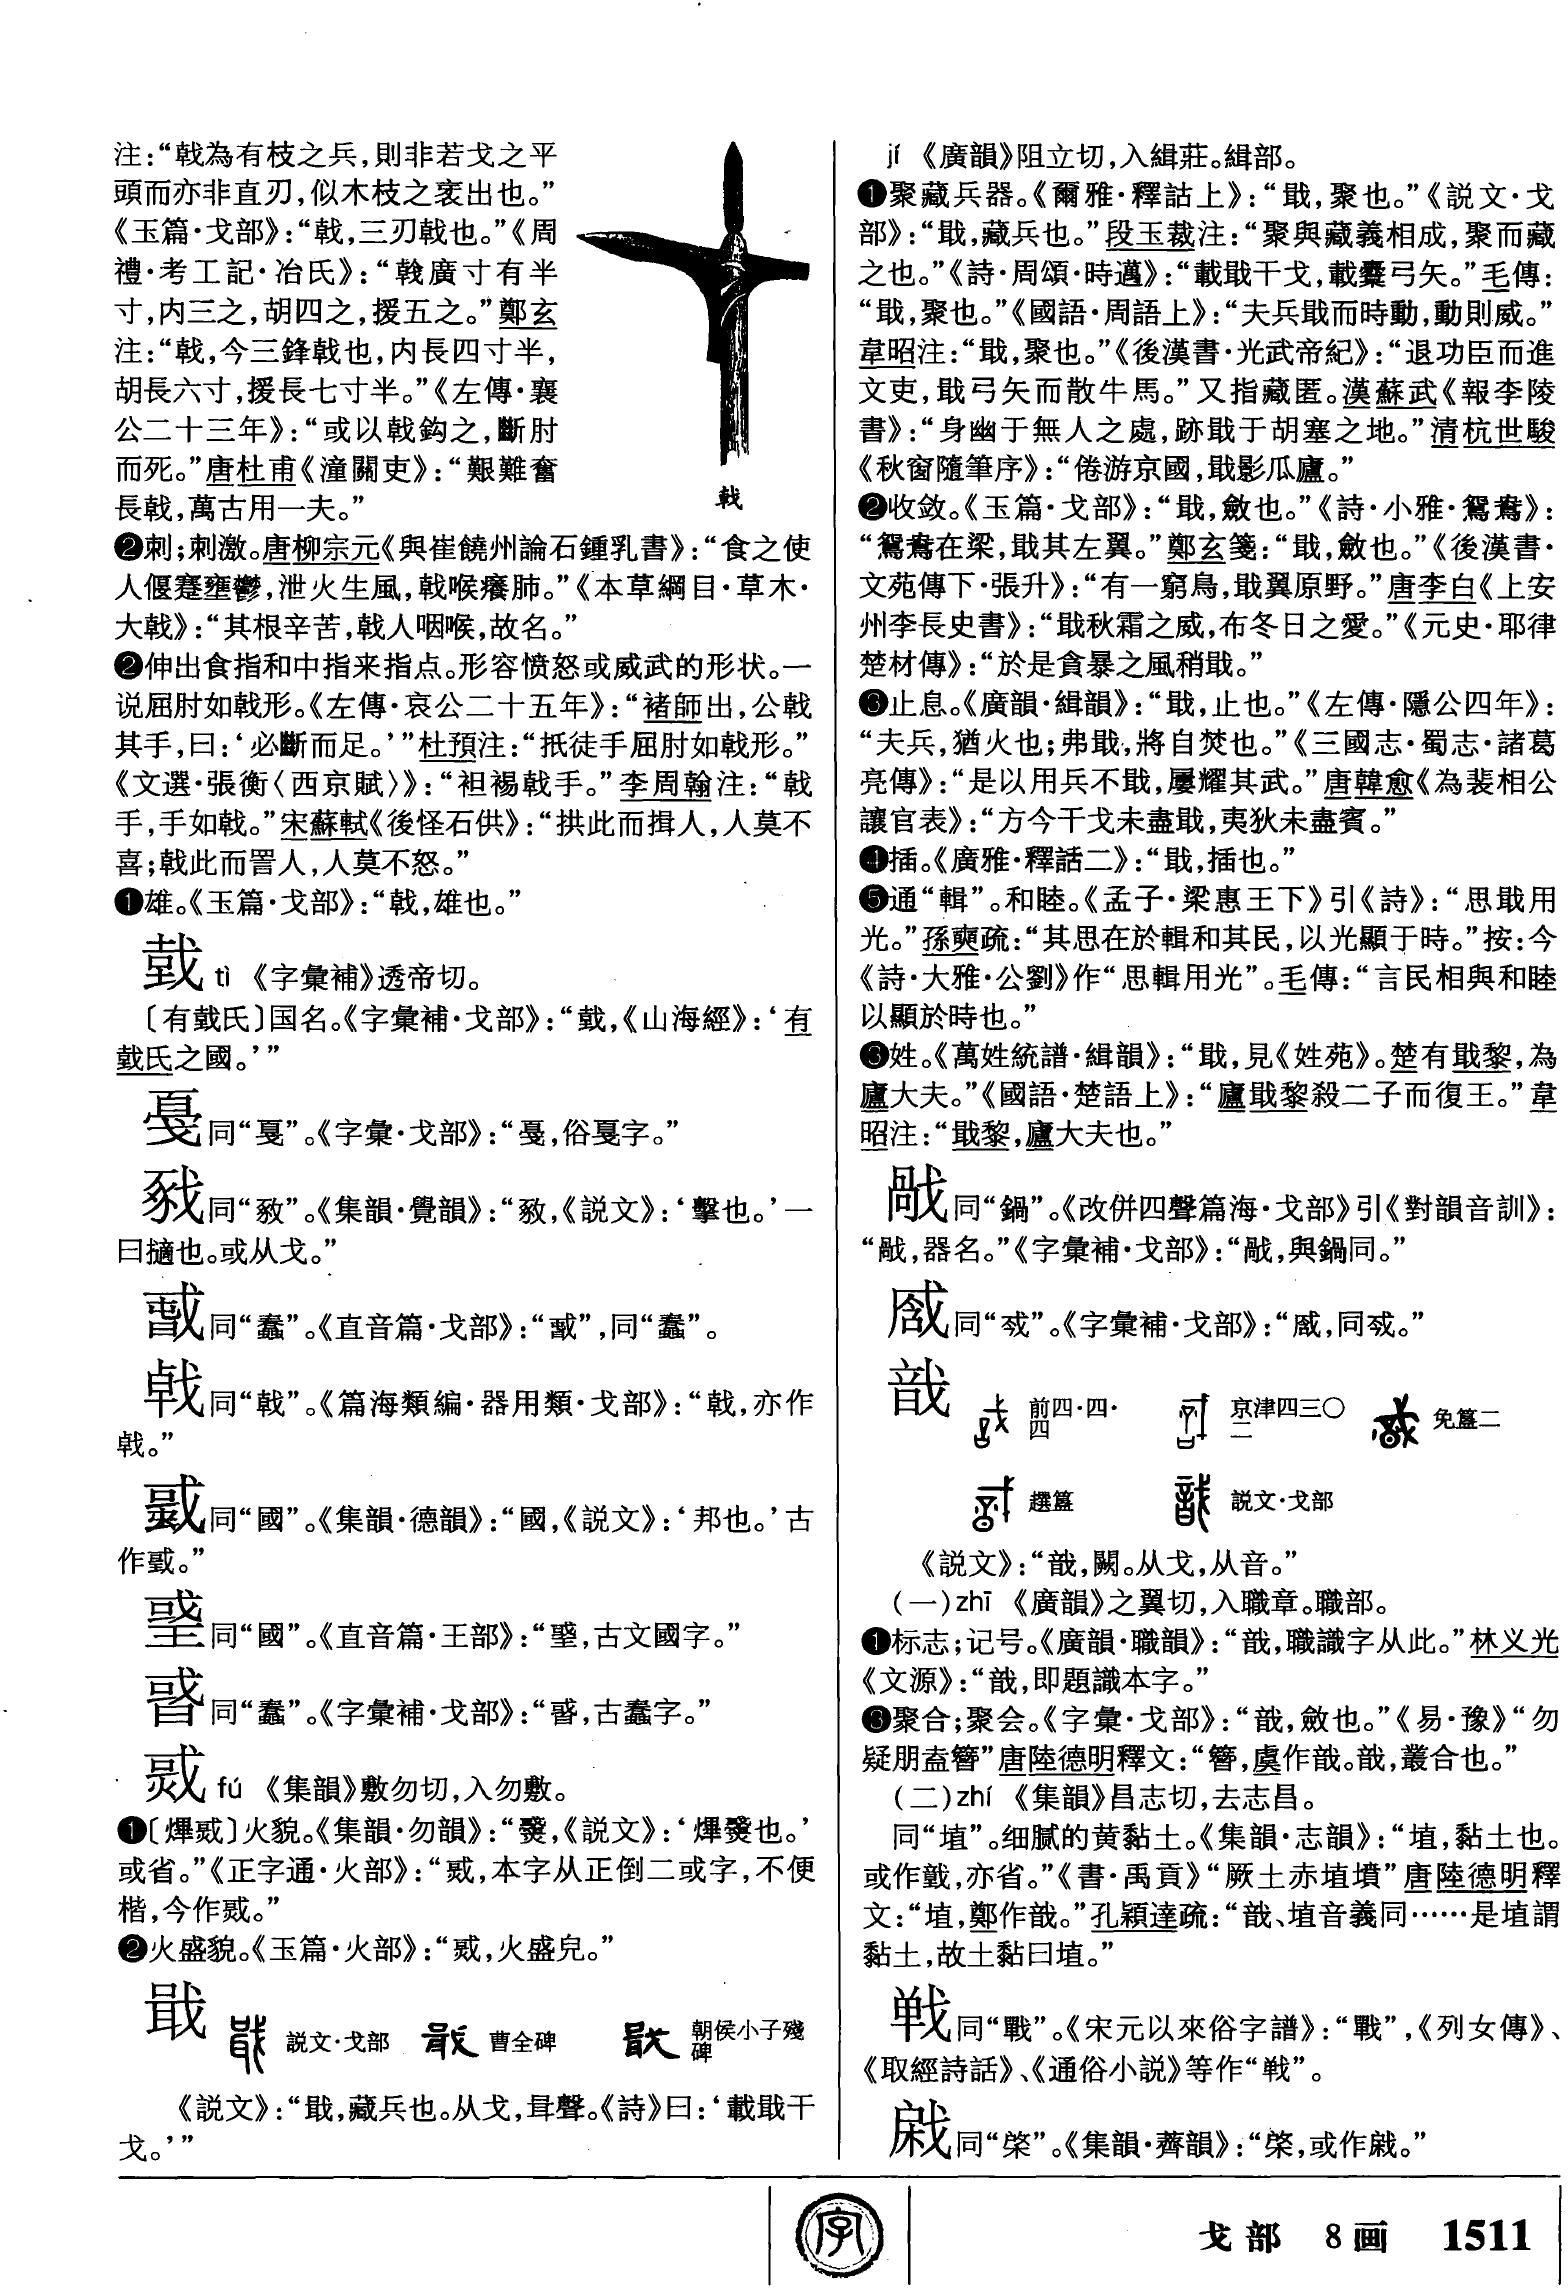 注：“戟為有枝之兵，則非若戈之平
頭而亦非直刃，似木枝之衺出也。”
《玉篇·戈部》：“戟，三刃戟也。”《周
禮·考工記·冶氏》：“戟廣寸有半
寸，内三之，胡四之，援五之。”鄭玄
注：“戟，今三鋒戟也，内長四寸半，
胡長六寸，援長七寸半。”《左傳·襄
公二十三年》：“或以戟鈎之，斷肘
而死。”唐杜甫《潼關吏》：“艱難奮
長戟，萬古用一夫。”
戟
❷刺；刺激。唐柳宗元《與崔饒州論石鍾乳書》：“食之使
人偃蹇壅鬱，泄火生風，戟喉癢肺。”《本草綱目·草木·
大戟》：“其根辛苦，戟人咽喉，故名。”
❷伸出食指和中指来指点。形容愤怒或威武的形状。一
说屈肘如戟形。《左傳·哀公二十五年》：“褚師出，公戟
其手，曰：‘必斷而足。’”杜預注：“扺徒手屈肘如戟形。”
《文選·張衡〈西京賦〉》：“袒裼戟手。”李周翰注：“戟
手，手如戟。”宋蘇軾《後怪石供》：“拱此而揖人，人莫不
喜；戟此而詈人，人莫不怒。”
❶雄。《玉篇·戈部》：“戟，雄也。”
tì 《字彙補》透帝切。
〔有氏〕国名。《字彙補·戈部》：“，《山海經》：‘有
氏之國。’”
同“戛”。《字彙·戈部》：“戞，俗戛字。”
同“㪇”。《集韻·覺韻》：“㪇，《説文》：‘擊也。’一
曰擿也。或从戈。”
同“蠢”。《直音篇·戈部》：“”，同“蠢”。
同“戟”。《篇海類編·器用類·戈部》：“戟，亦作
。”
同“國”。《集韻·德韻》：“國，《説文》：‘邦也。’古
作。”
同“國”。《直音篇·王部》：“，古文國字。”
同“蠢”。《字彙補·戈部》：“，古蠢字。”
fú 《集韻》敷勿切，入勿敷。
❶〔㷶〕火貌。《集韻·勿韻》：“，《説文》：‘㷶也。’
或省。”《正字通·火部》：“，本字从正倒二或字，不便
楷，今作。”
❷火盛貌。《玉篇·火部》：“，火盛皃。”
戢 説文·戈部 曹全碑 朝侯小子殘
碑
《説文》：“戢，藏兵也。从戈，咠聲。《詩》曰：‘載戢干
戈。’”
jí 《廣韻》阻立切，入緝莊。緝部。
❶聚藏兵器。《爾雅·釋詁上》：“戢，聚也。”《説文·戈
部》：“戢，藏兵也。”段玉裁注：“聚與藏義相成，聚而藏
之也。”《詩·周頌·時邁》：“載戢干戈，載櫜弓矢。”毛傳：
“戢，聚也。”《國語·周語上》：“夫兵戢而時動，動則威。”
韋昭注：“戢，聚也。”《後漢書·光武帝紀》：“退功臣而進
文吏，戢弓矢而散牛馬。”又指藏匿。漢蘇武《報李陵
書》：“身幽于無人之處，跡戢于胡塞之地。”清杭世駿
《秋窗隨筆序》：“倦游京國，戢影瓜廬。”
❷收敛。《玉篇·戈部》：“戢，斂也。”《詩·小雅·鴛鴦》：
“鴛鴦在梁，戢其左翼。”鄭玄箋：“戢，斂也。”《後漢書·
文苑傳下·張升》：“有一窮鳥，戢翼原野。”唐李白《上安
州李長史書》：“戢秋霜之威，布冬日之愛。”《元史·耶律
楚材傳》：“於是貪暴之風稍戢。”
❸止息。《廣韻·緝韻》：“戢，止也。”《左傳·隱公四年》：
“夫兵，猶火也；弗戢，將自焚也。”《三國志·蜀志·諸葛
亮傳》：“是以用兵不戢，屢耀其武。”唐韓愈《為裴相公
讓官表》：“方今干戈未盡戢，夷狄未盡賓。”
❹插。《廣雅·釋詁二》：“戢，插也。”
❺通“輯”。和睦。《孟子·梁惠王下》引《詩》：“思戢用
光。”孫奭疏：“其思在於輯和其民，以光顯于時。”按：今
《詩·大雅·公劉》作“思輯用光”。毛傳：“言民相與和睦
以顯於時也。”
❸姓。《萬姓統譜·緝韻》：“戢，見《姓苑》。楚有戢黎，為
廬大夫。”《國語·楚語上》：“廬戢黎殺二子而復王。”韋
昭注：“戢黎，廬大夫也。”
同“鍋”。《改併四聲篇海·戈部》引《對韻音訓》：
“，器名。”《字彙補·戈部》：“，與鍋同。”
同“”。《字彙補·戈部》：“，同。”
戠 前四·四·
四 京津四三〇
二 免簋二
簋 説文·戈部
《説文》：“戠，闕。从戈，从音。”
（一）zhī 《廣韻》之翼切，入職章。職部。
❶标志；记号。《廣韻·職韻》：“戠，職識字从此。”林义光
《文源》：“戠，即題識本字。”
❸聚合；聚会。《字彙·戈部》：“戠，斂也。”《易·豫》“勿
疑朋盍簪”唐陸德明釋文：“簪，虞作戠。戠，叢合也。”
（二）zhí 《集韻》昌志切，去志昌。
同“埴”。细腻的黄黏土。《集韻·志韻》：“埴，黏土也。
或作，亦省。”《書·禹貢》“厥土赤埴墳”唐陸德明釋
文：“埴，鄭作戠。”孔穎達疏：“戠、埴音義同……是埴謂
黏土，故土黏曰埴。”
戦同“戰”。《宋元以來俗字譜》：“戰”，《列女傳》、
《取經詩話》、《通俗小説》等作“戦”。
同“棨”。《集韻·薺韻》：“棨，或作。”
字
戈部 8画 1511